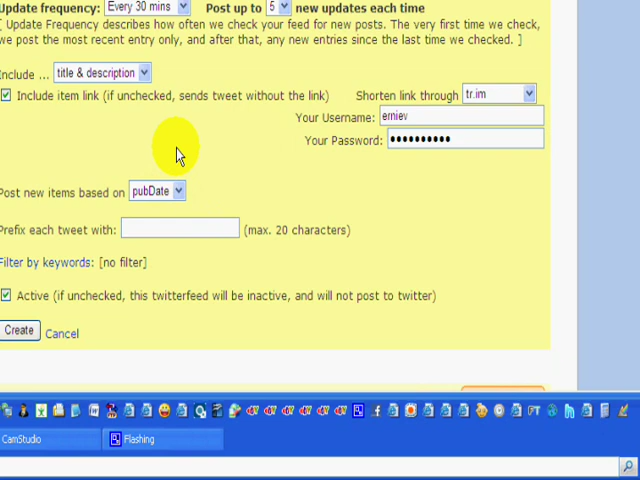 Update frequency: Every 30 mins Post up to 5 new updates each time
[ Update Frequency describes how often we check your feed for new posts. The very first time we check,
we post the most recent entry only, and after that, any new entries since the last time we checked. ]
Include ... title & description
Include item link (if unchecked, sends tweet without the link) Shorten link through tr.im
Your Username: erniev
Your Password: ●●●●●●●●●●
Post new items based on pubDate
Prefix each tweet with: (max. 20 characters)
Filter by keywords: [no filter]
Active (if unchecked, this twitterfeed will be inactive, and will not post to twitter)
Create Cancel
CamStudio Flashing